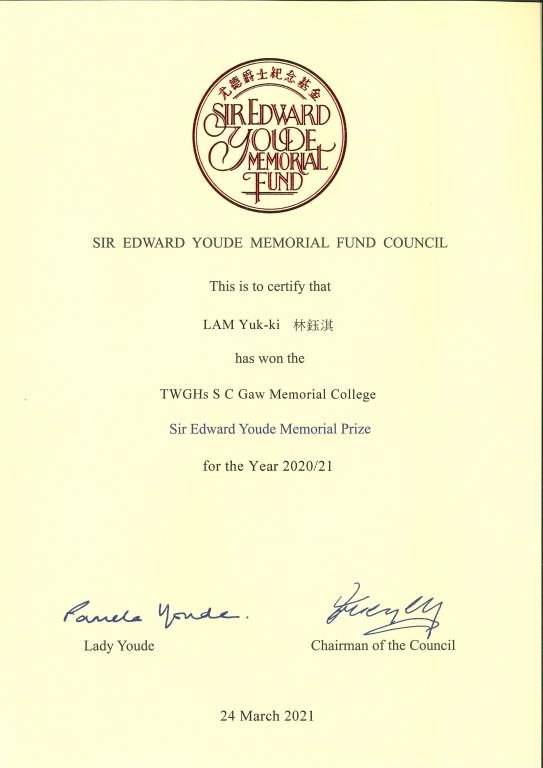 尤德爵士紀念基金
SIR EDWARD
YOUDE
MEMORIAL
FUND
SIR EDWARD YOUDE MEMORIAL FUND COUNCIL
This is to certify that
LAM Yuk-ki 林鈺淇
has won the
TWGHs S C Gaw Memorial College
Sir Edward Youde Memorial Prize
for the Year 2020/21
Pamela Youde.
Lady Youde
Chairman of the Council
24 March 2021